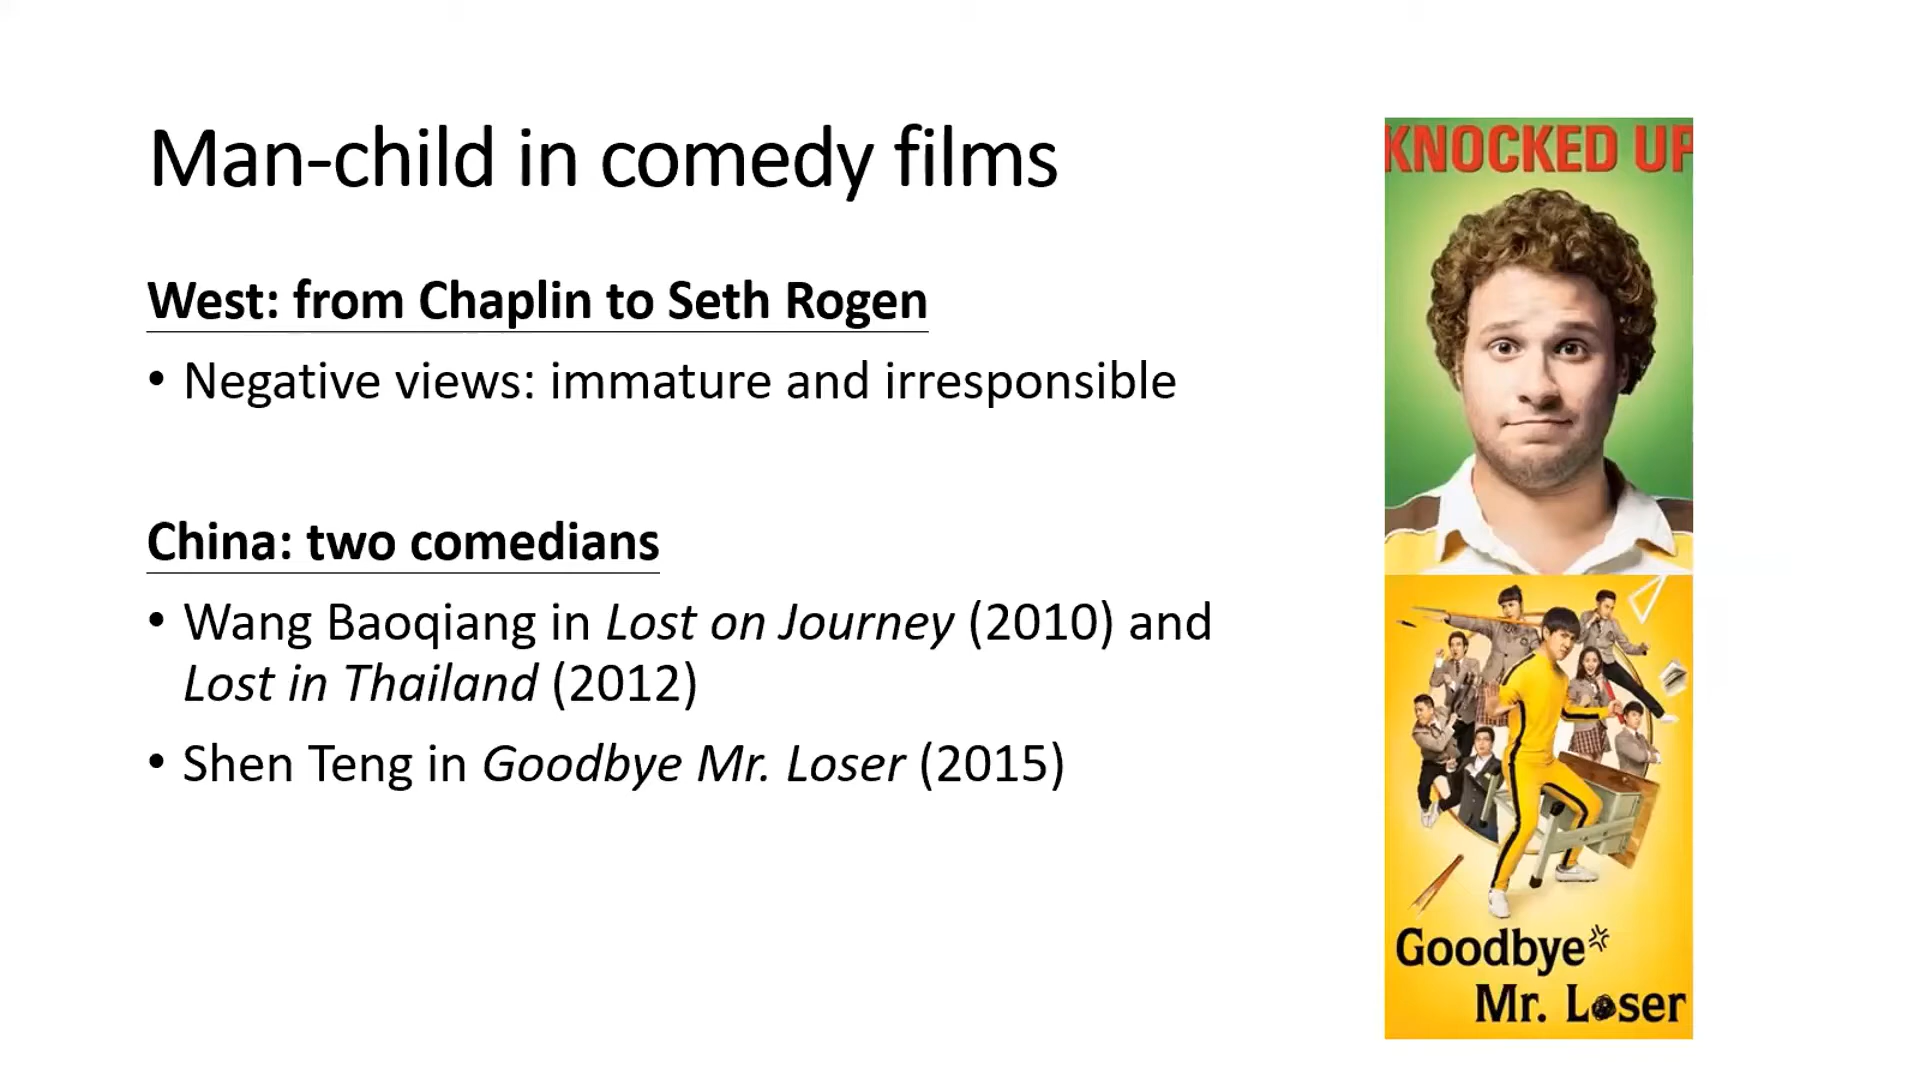 Man-child in comedy films
West: from Chaplin to Seth Rogen
• Negative views: immature and irresponsible
China: two comedians
• Wang Baoqiang in Lost on Journey (2010) and
Lost in Thailand (2012)
• Shen Teng in Goodbye Mr. Loser (2015)
KNOCKED UP
Goodbye
Mr. Loser